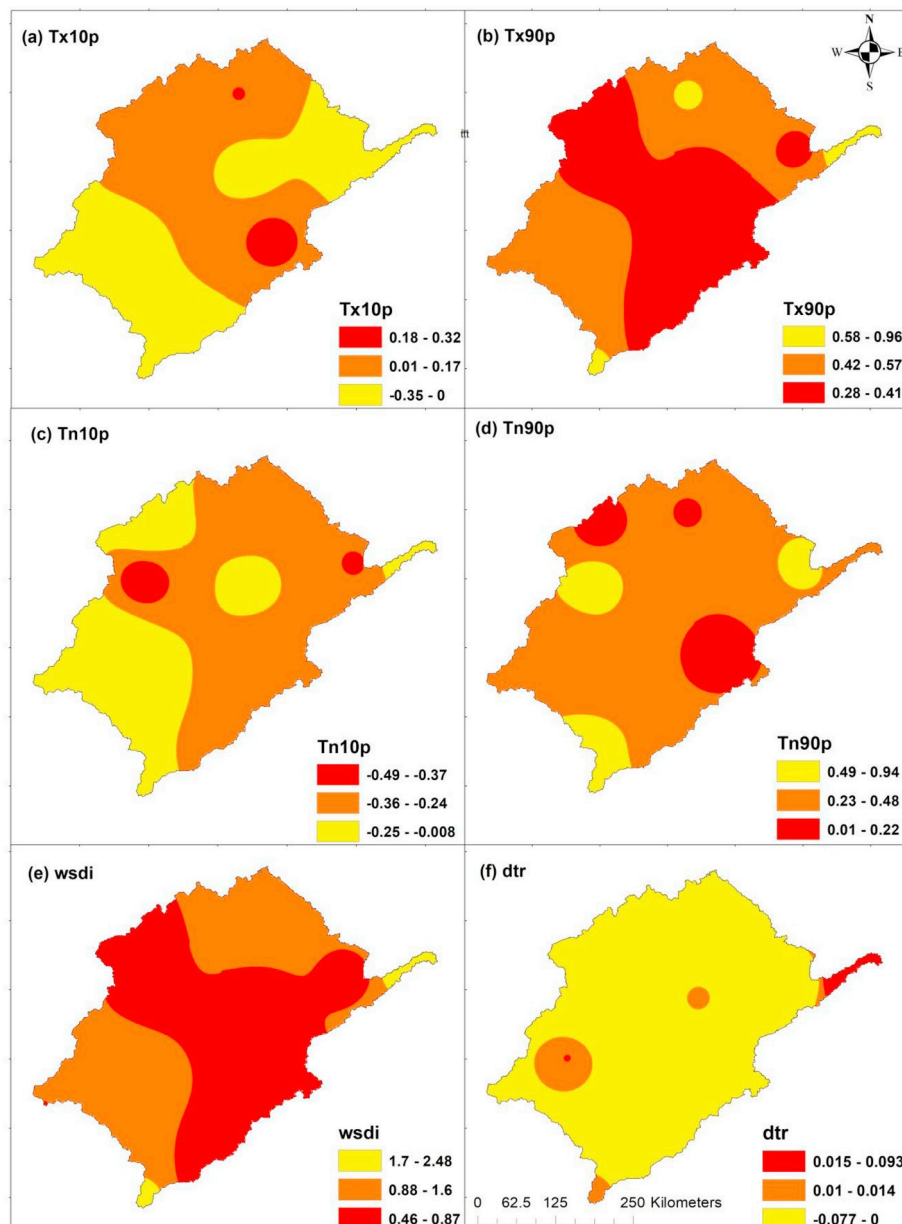 (a) Tx10p
Tx10p
0.18 - 0.32
0.01 - 0.17
-0.35 - 0
(b) Tx90p
N
W E
S
Tx90p
0.58 - 0.96
0.42 - 0.57
0.28 - 0.41
(c) Tn10p
Tn10p
-0.49 - -0.37
-0.36 - -0.24
-0.25 - -0.008
(d) Tn90p
Tn90p
0.49 - 0.94
0.23 - 0.48
0.01 - 0.22
(e) wsdi
wsdi
1.7 - 2.48
0.88 - 1.6
0.46 - 0.87
(f) dtr
dtr
0.015 - 0.093
0.01 - 0.014
-0.077 - 0
0 62.5 125 250 Kilometers